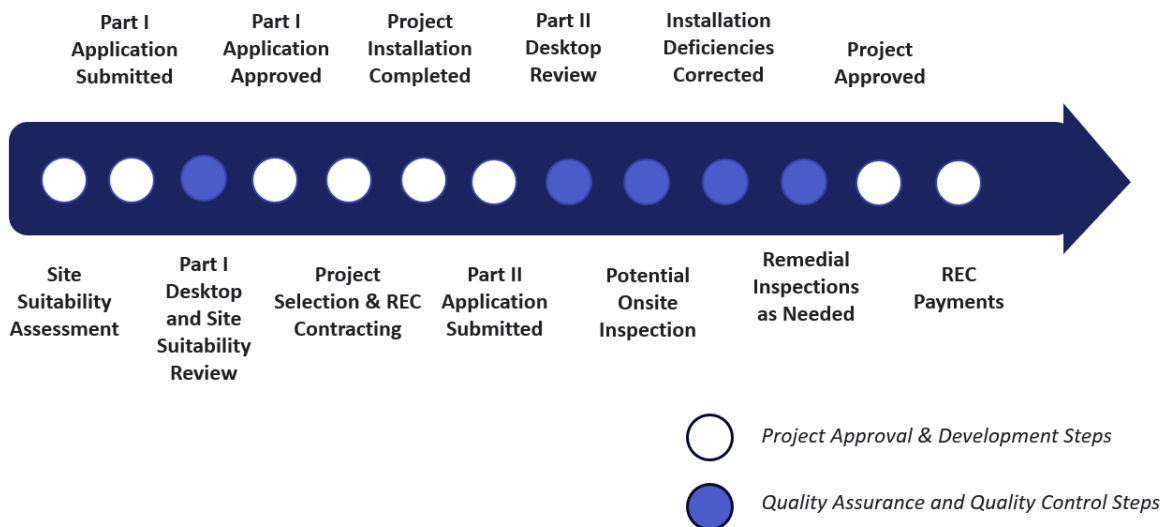 Part I
Application
Submitted
Part I
Application
Approved
Project
Installation
Completed
Part II
Desktop
Review
Installation
Deficiencies
Corrected
Project
Approved
Site
Suitability
Assessment
Part I
Desktop
and Site
Suitability
Review
Project
Selection & REC
Contracting
Part II
Application
Submitted
Potential
Onsite
Inspection
Remedial
Inspections
as Needed
REC
Payments
Project Approval & Development Steps
Quality Assurance and Quality Control Steps